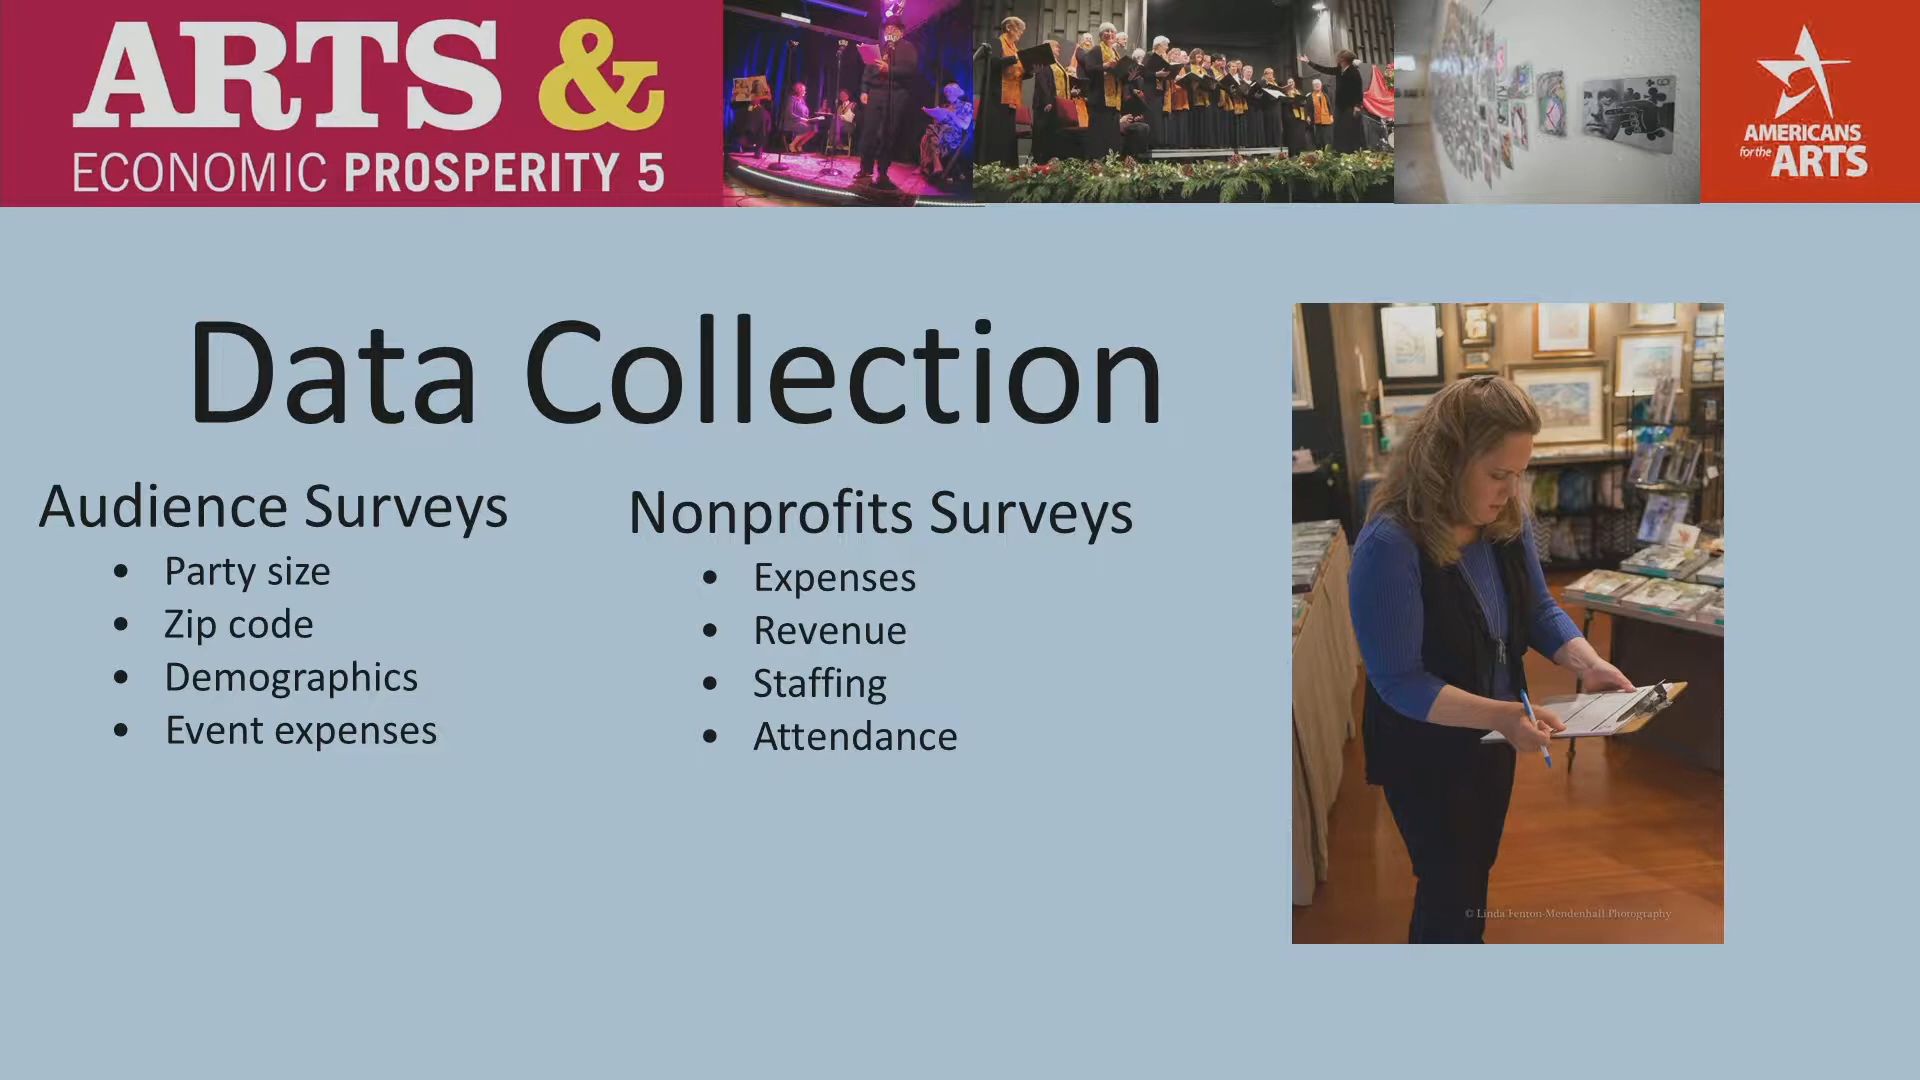 ARTS &
ECONOMIC PROSPERITY 5
AMERICANS
for the
ARTS
Data Collection
Audience Surveys
• Party size
• Zip code
• Demographics
• Event expenses
Nonprofits Surveys
• Expenses
• Revenue
• Staffing
• Attendance
© Linda Fenton-Mendenhall Photography